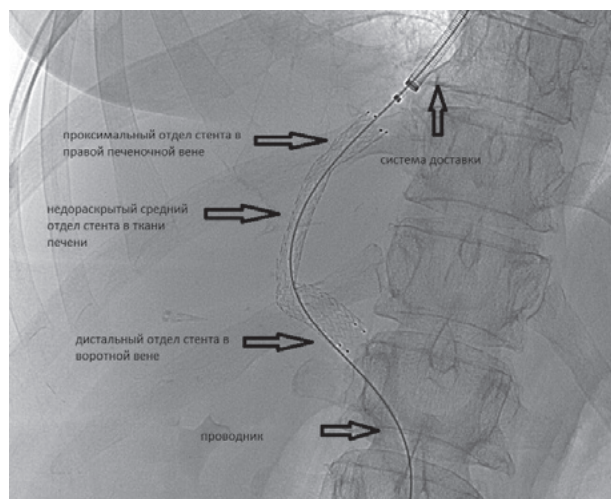 проксимальный отдел стента в
правой печеночной вене
система доставки
недораскрытый средний
отдел стента в ткани
печени
дистальный отдел стента в
воротной вене
проводник